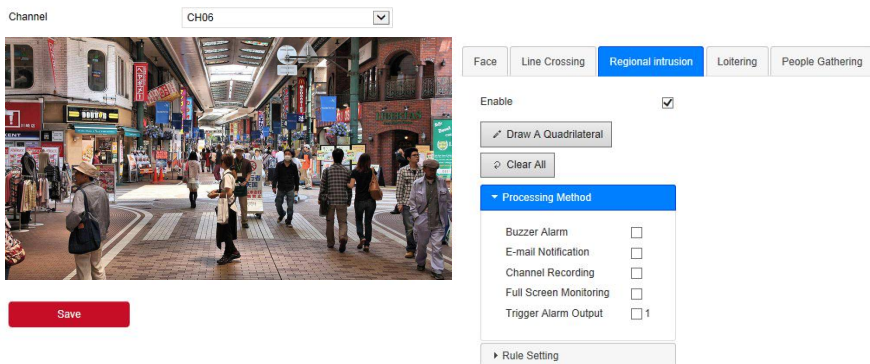 Channel
CH06
Face
Line Crossing
Regional intrusion
Loitering
People Gathering
Enable
Draw A Quadrilateral
Clear All
Processing Method
Buzzer Alarm
E-mail Notification
Channel Recording
Full Screen Monitoring
Trigger Alarm Output
1
Rule Setting
Save